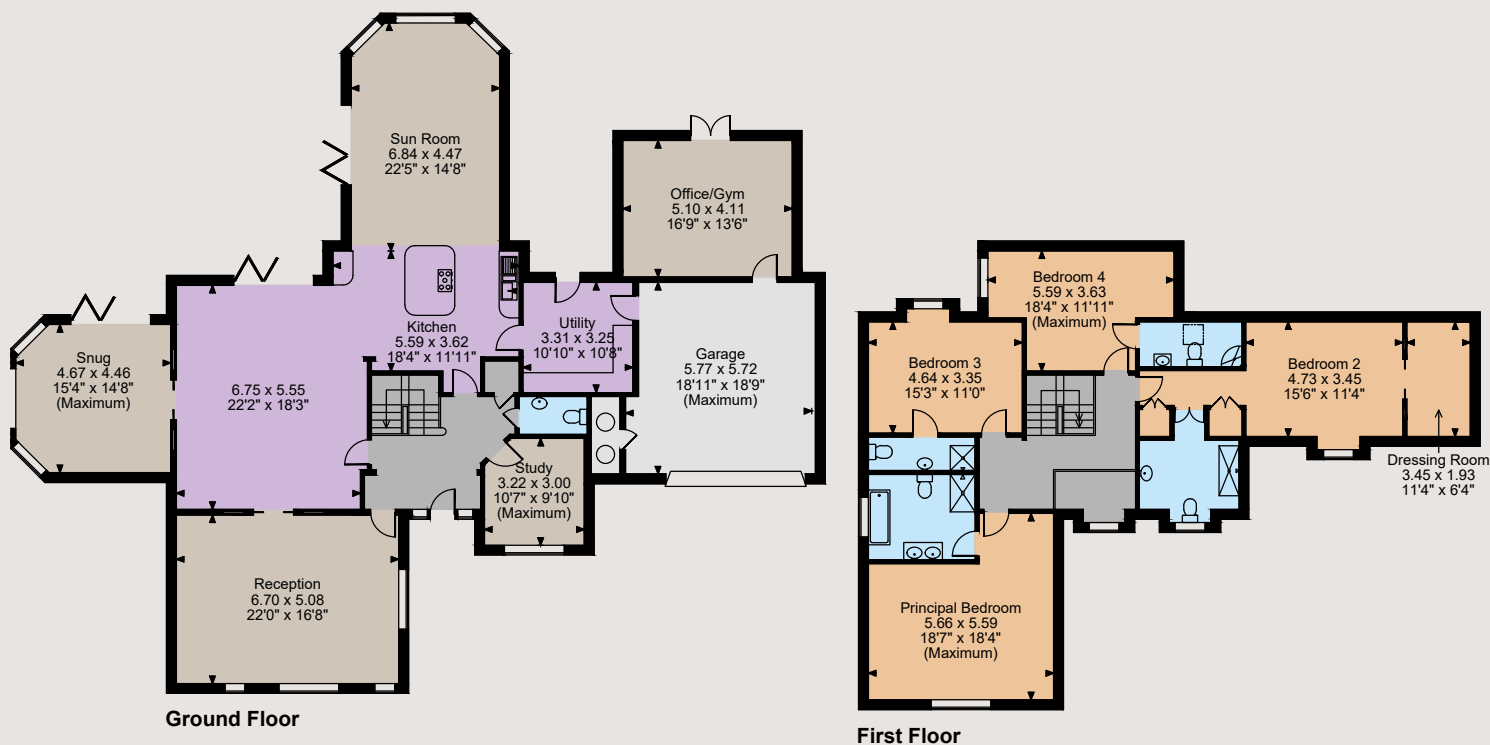 Sun Room
6.84 x 4.47
22'5" x 14'8"
Office/Gym
5.10 x 4.11
16'9" x 13'6"
Kitchen
5.59 x 3.62
18'4" x 11'11"
Utility
3.31 x 3.25
10'10" x 10'8"
Snug
4.67 x 4.46
15'4" x 14'8"
(Maximum)
6.75 x 5.55
22'2" x 18'3"
Garage
5.77 x 5.72
18'11" x 18'9"
(Maximum)
Study
3.22 x 3.00
10'7" x 9'10"
(Maximum)
Reception
6.70 x 5.08
22'0" x 16'8"
Ground Floor
Bedroom 4
5.59 x 3.63
18'4" x 11'11"
(Maximum)
Bedroom 3
4.64 x 3.35
15'3" x 11'0"
Bedroom 2
4.73 x 3.45
15'6" x 11'4"
Dressing Room
3.45 x 1.93
11'4" x 6'4"
Principal Bedroom
5.66 x 5.59
18'7" x 18'4"
(Maximum)
First Floor